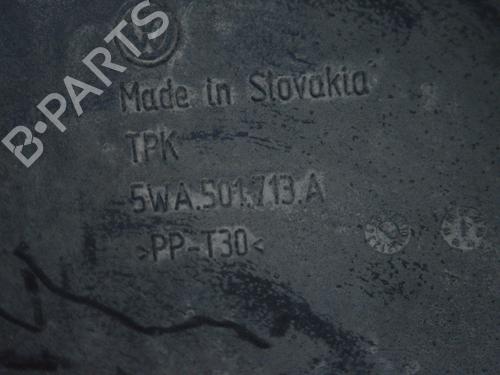 B-PARTS
Made in Slovakia
TPK
5WA.501.713.A
>PP-T30<